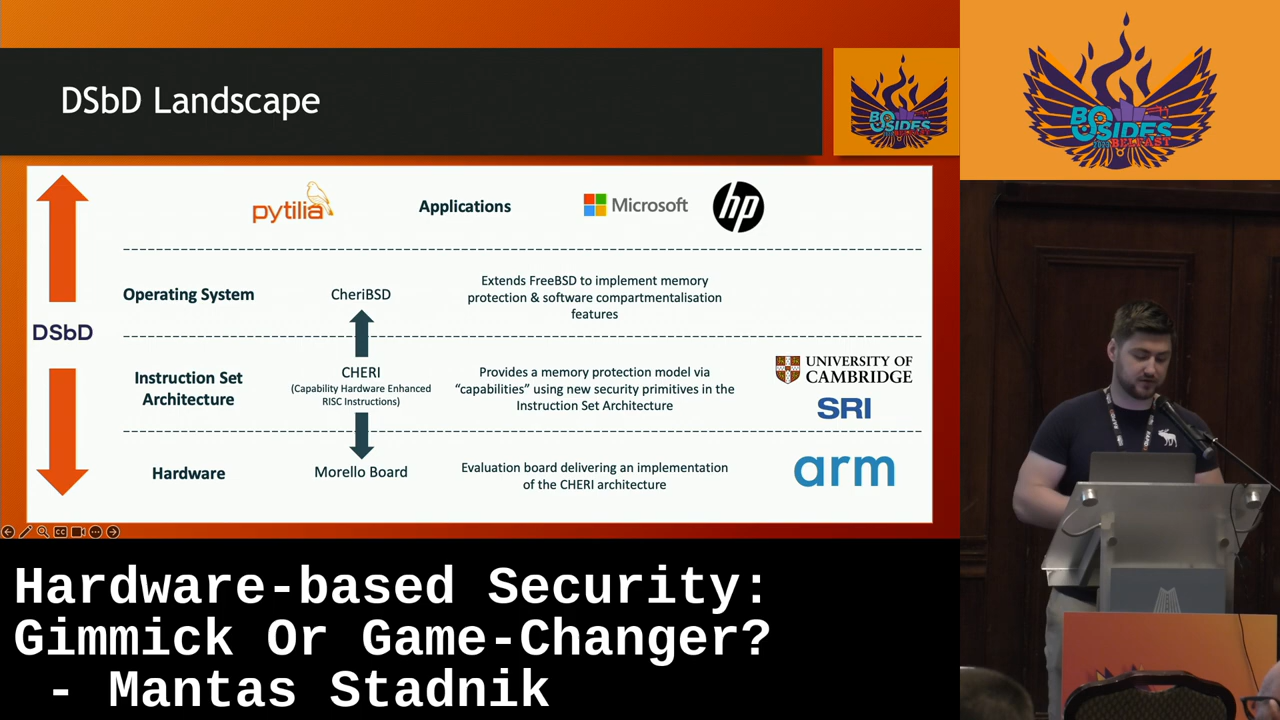 DSbD Landscape
BSIDES
2023 BELFAST
BSIDES
BELFAST
pytilia
Applications
Microsoft
hp
Operating System
CheriBSD
Extends FreeBSD to implement memory
protection & software compartmentalisation
features
DSbD
Instruction Set
Architecture
CHERI
(Capability Hardware Enhanced
RISC Instructions)
Provides a memory protection model via
“capabilities” using new security primitives in the
Instruction Set Architecture
UNIVERSITY OF
CAMBRIDGE
SRI
Hardware
Morello Board
Evaluation board delivering an implementation
of the CHERI architecture
arm
Hardware-based Security:
Gimmick Or Game-Changer?
- Mantas Stadnik